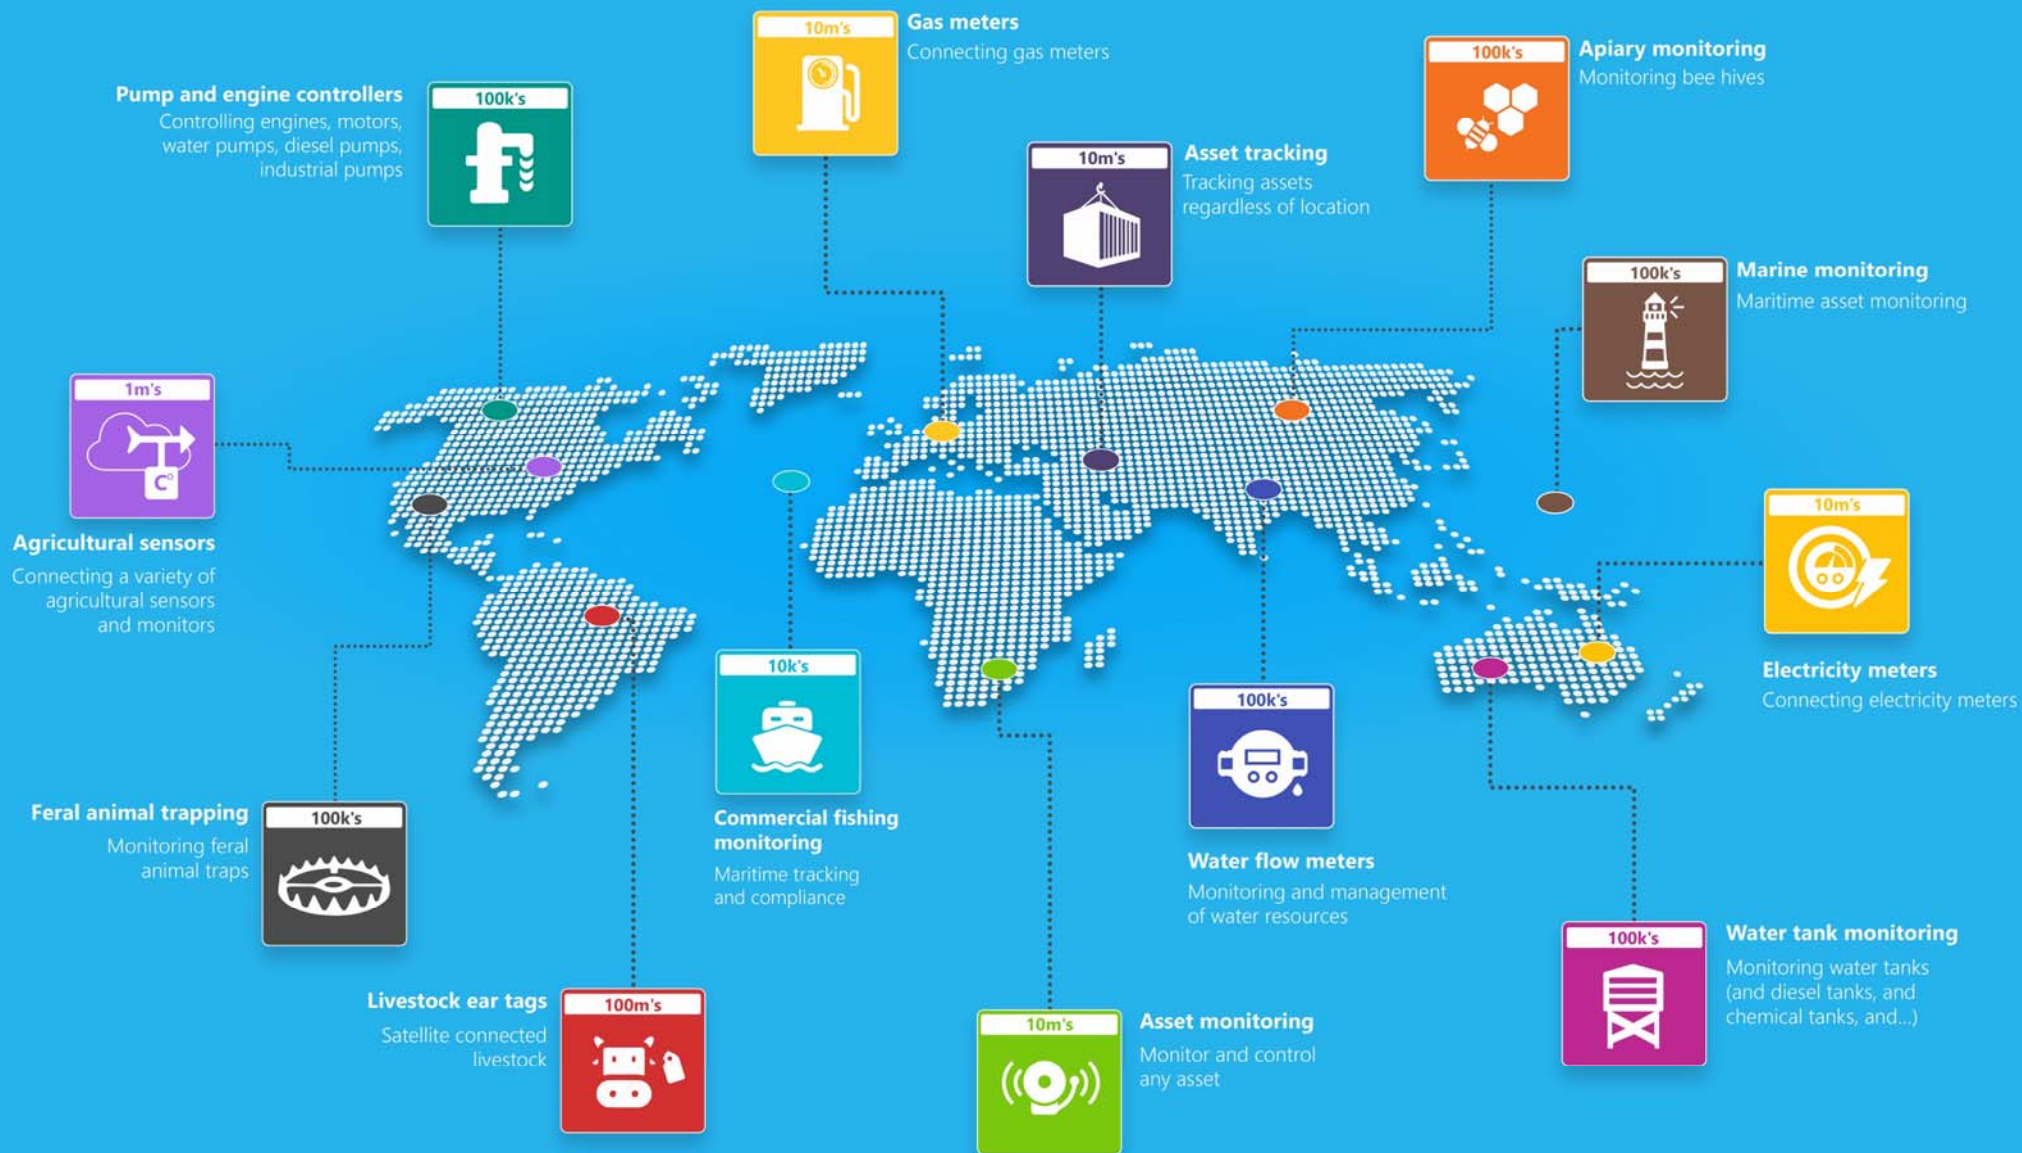 10m's
Gas meters
Connecting gas meters
100k's
Apiary monitoring
Monitoring bee hives
Pump and engine controllers
Controlling engines, motors,
water pumps, diesel pumps,
industrial pumps
100k's
10m's
Asset tracking
Tracking assets
regardless of location
100k's
Marine monitoring
Maritime asset monitoring
1m's
C°
Agricultural sensors
Connecting a variety of
agricultural sensors
and monitors
10m's
Electricity meters
Connecting electricity meters
10k's
Commercial fishing
monitoring
Maritime tracking
and compliance
100k's
Water flow meters
Monitoring and management
of water resources
Feral animal trapping
Monitoring feral
animal traps
100k's
100k's
Water tank monitoring
Monitoring water tanks
(and diesel tanks, and
chemical tanks, and...)
Livestock ear tags
Satellite connected
livestock
100m's
10m's
Asset monitoring
Monitor and control
any asset